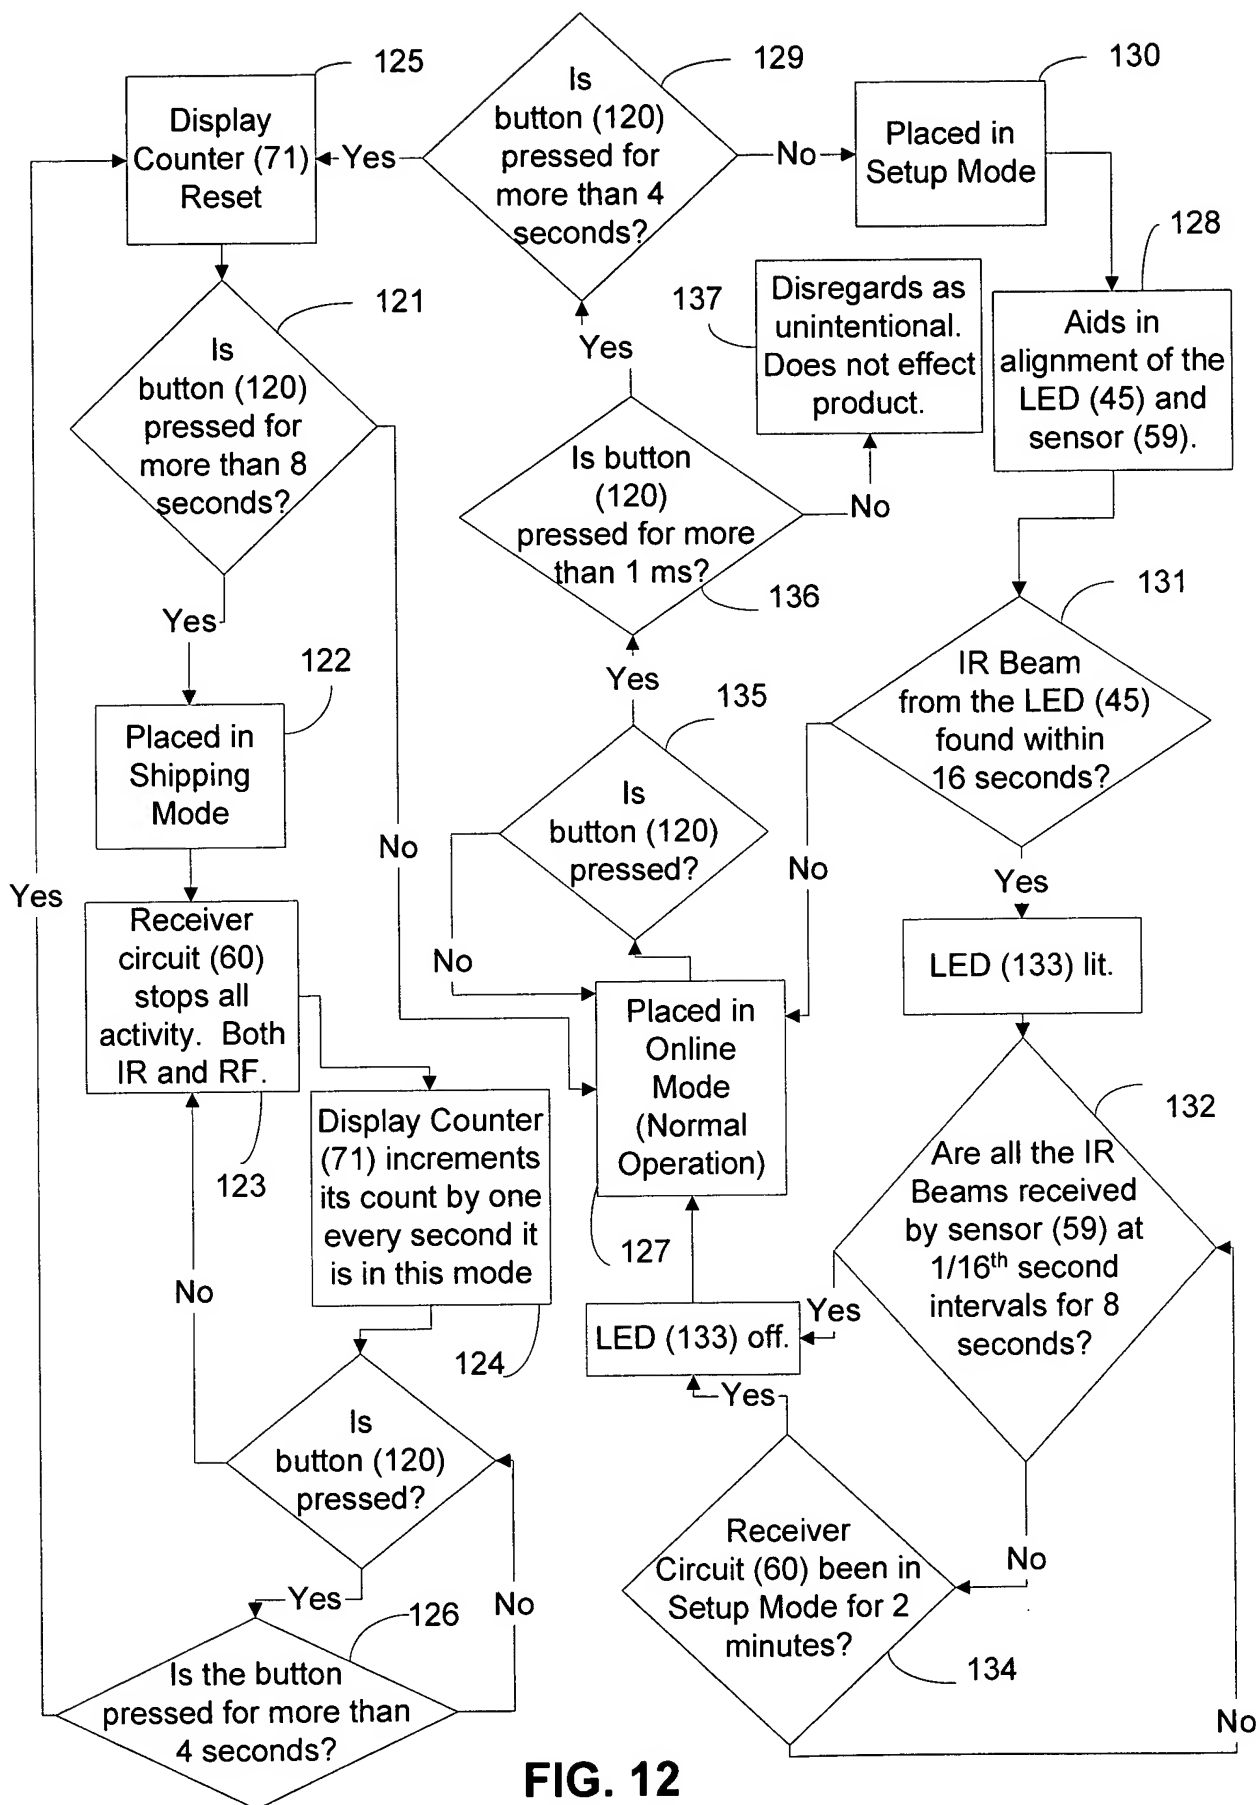 125
Display
Counter (71)
Reset
Yes
Is
button (120)
pressed for
more than 4
seconds?
129
No
130
Placed in
Setup Mode
128
Aids in
alignment of the
LED (45) and
sensor (59).
137
Disregards as
unintentional.
Does not effect
product.
Yes
121
Is
button (120)
pressed for
more than 8
seconds?
Is button
(120)
pressed for more
than 1 ms?
No
136
131
IR Beam
from the LED (45)
found within
16 seconds?
Yes
122
Placed in
Shipping
Mode
Yes
135
Is
button (120)
pressed?
No
No
No
Yes
Yes
LED (133) lit.
Receiver
circuit (60)
stops all
activity. Both
IR and RF.
123
Placed in
Online
Mode
(Normal
Operation)
127
Display Counter
(71) increments
its count by one
every second it
is in this mode
124
132
Are all the IR
Beams received
by sensor (59) at
1/16th second
intervals for 8
seconds?
No
LED (133) off.
Yes
Yes
Is
button (120)
pressed?
Yes
No
126
Is the button
pressed for more than
4 seconds?
Receiver
Circuit (60) been in
Setup Mode for 2
minutes?
No
134
No
FIG. 12